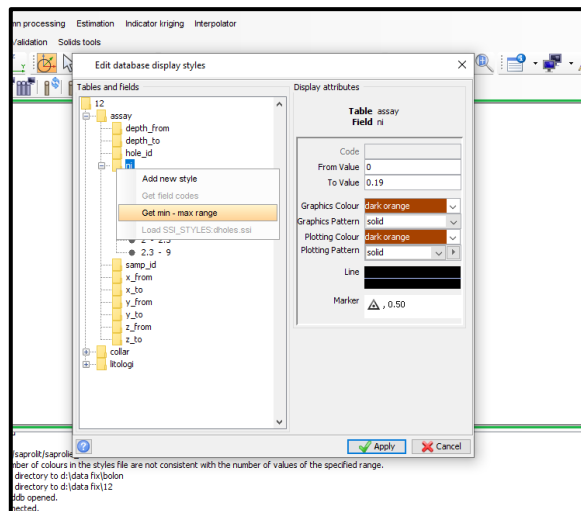 mn processing Estimation Indicator kriging Interpolator
Validation Solids tools
Edit database display styles
Tables and fields
12
assay
depth_from
depth_to
hole_id
ni
Add new style
Get field codes
Get min - max range
Load SSI_STYLES:dholes.ssi
2 - 2.3
2.3 - 9
samp_id
x_from
x_to
y_from
y_to
z_from
z_to
collar
litologi
Display attributes
Table assay
Field ni
Code
From Value 0
To Value 0.19
Graphics Colour dark orange
Graphics Pattern solid
Plotting Colour dark orange
Plotting Pattern solid
Line
Marker , 0.50
Apply Cancel
/saprolit/saprolie
mber of colours in the styles file are not consistent with the number of values of the specified range.
directory to d:\data fix\bolon
directory to d:\data fix\12
ddb opened.
nected.